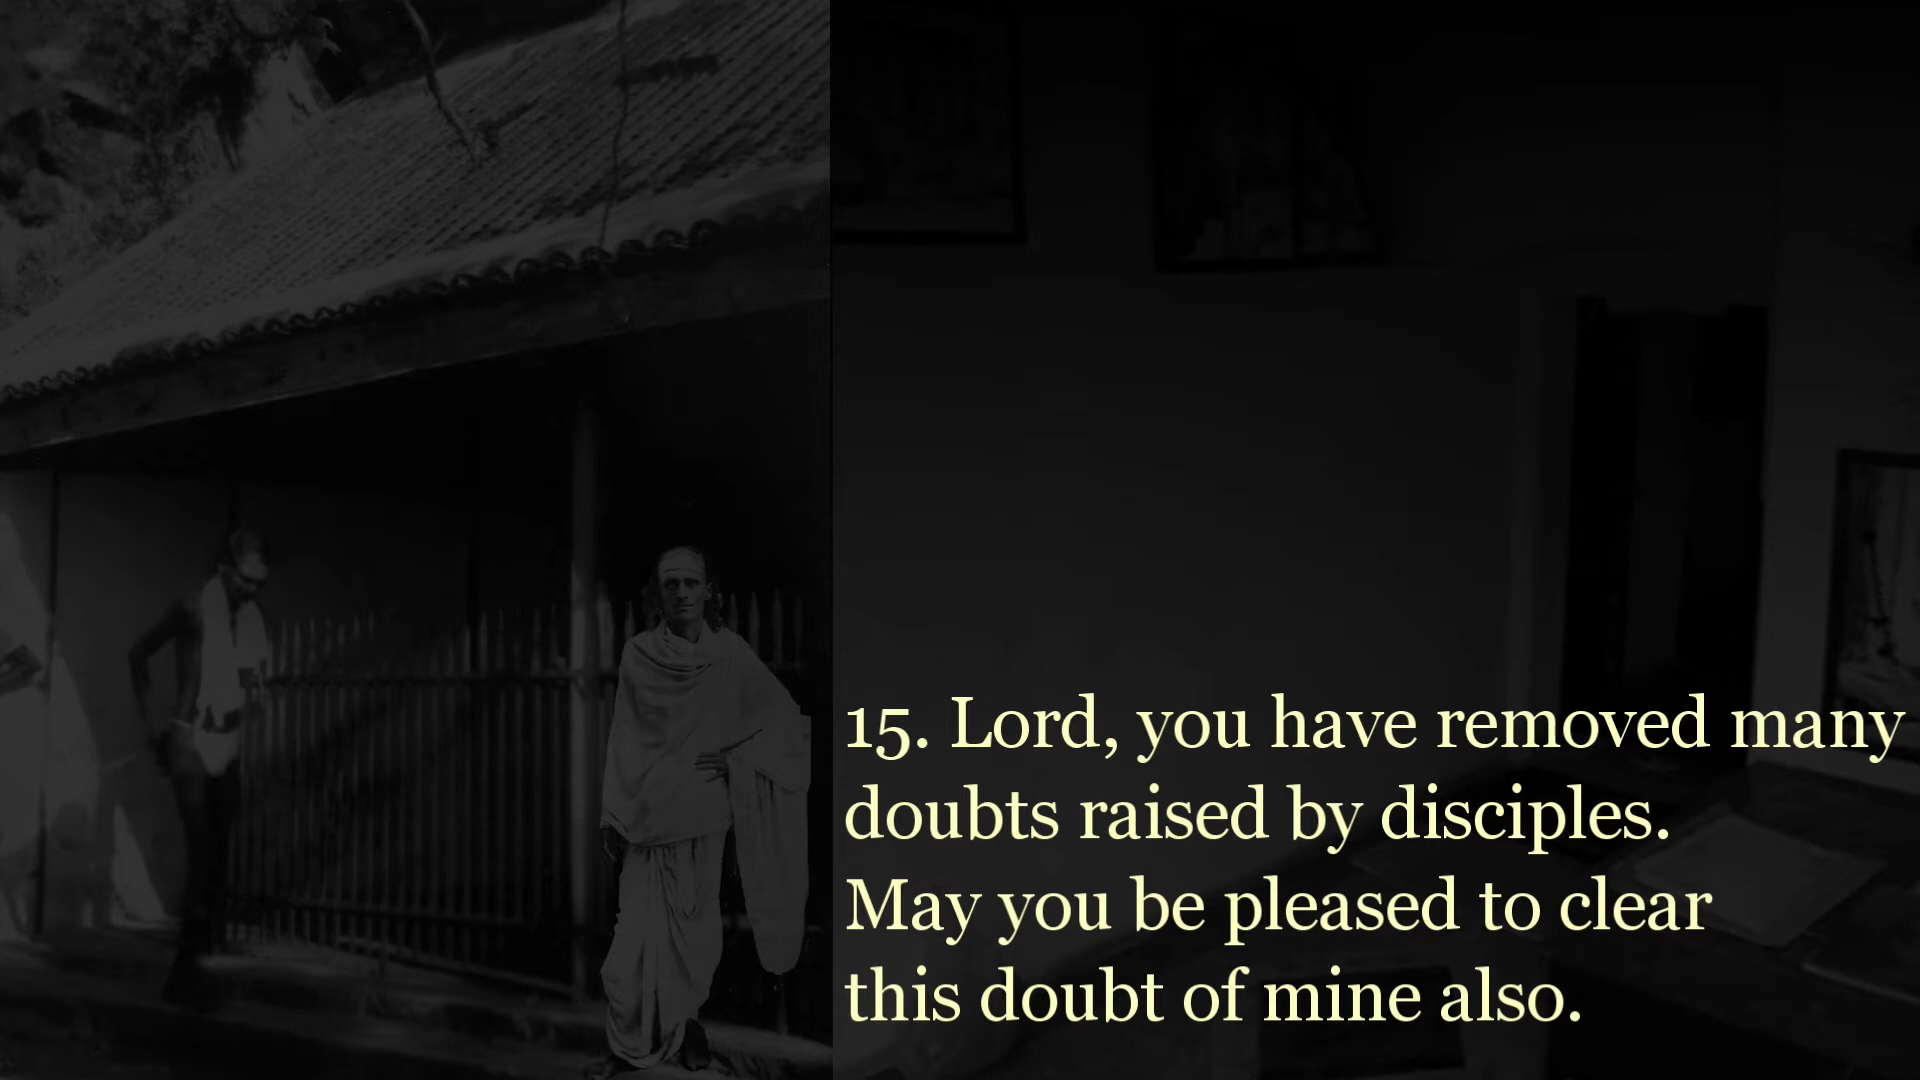 15. Lord, you have removed many
doubts raised by disciples.
May you be pleased to clear
this doubt of mine also.